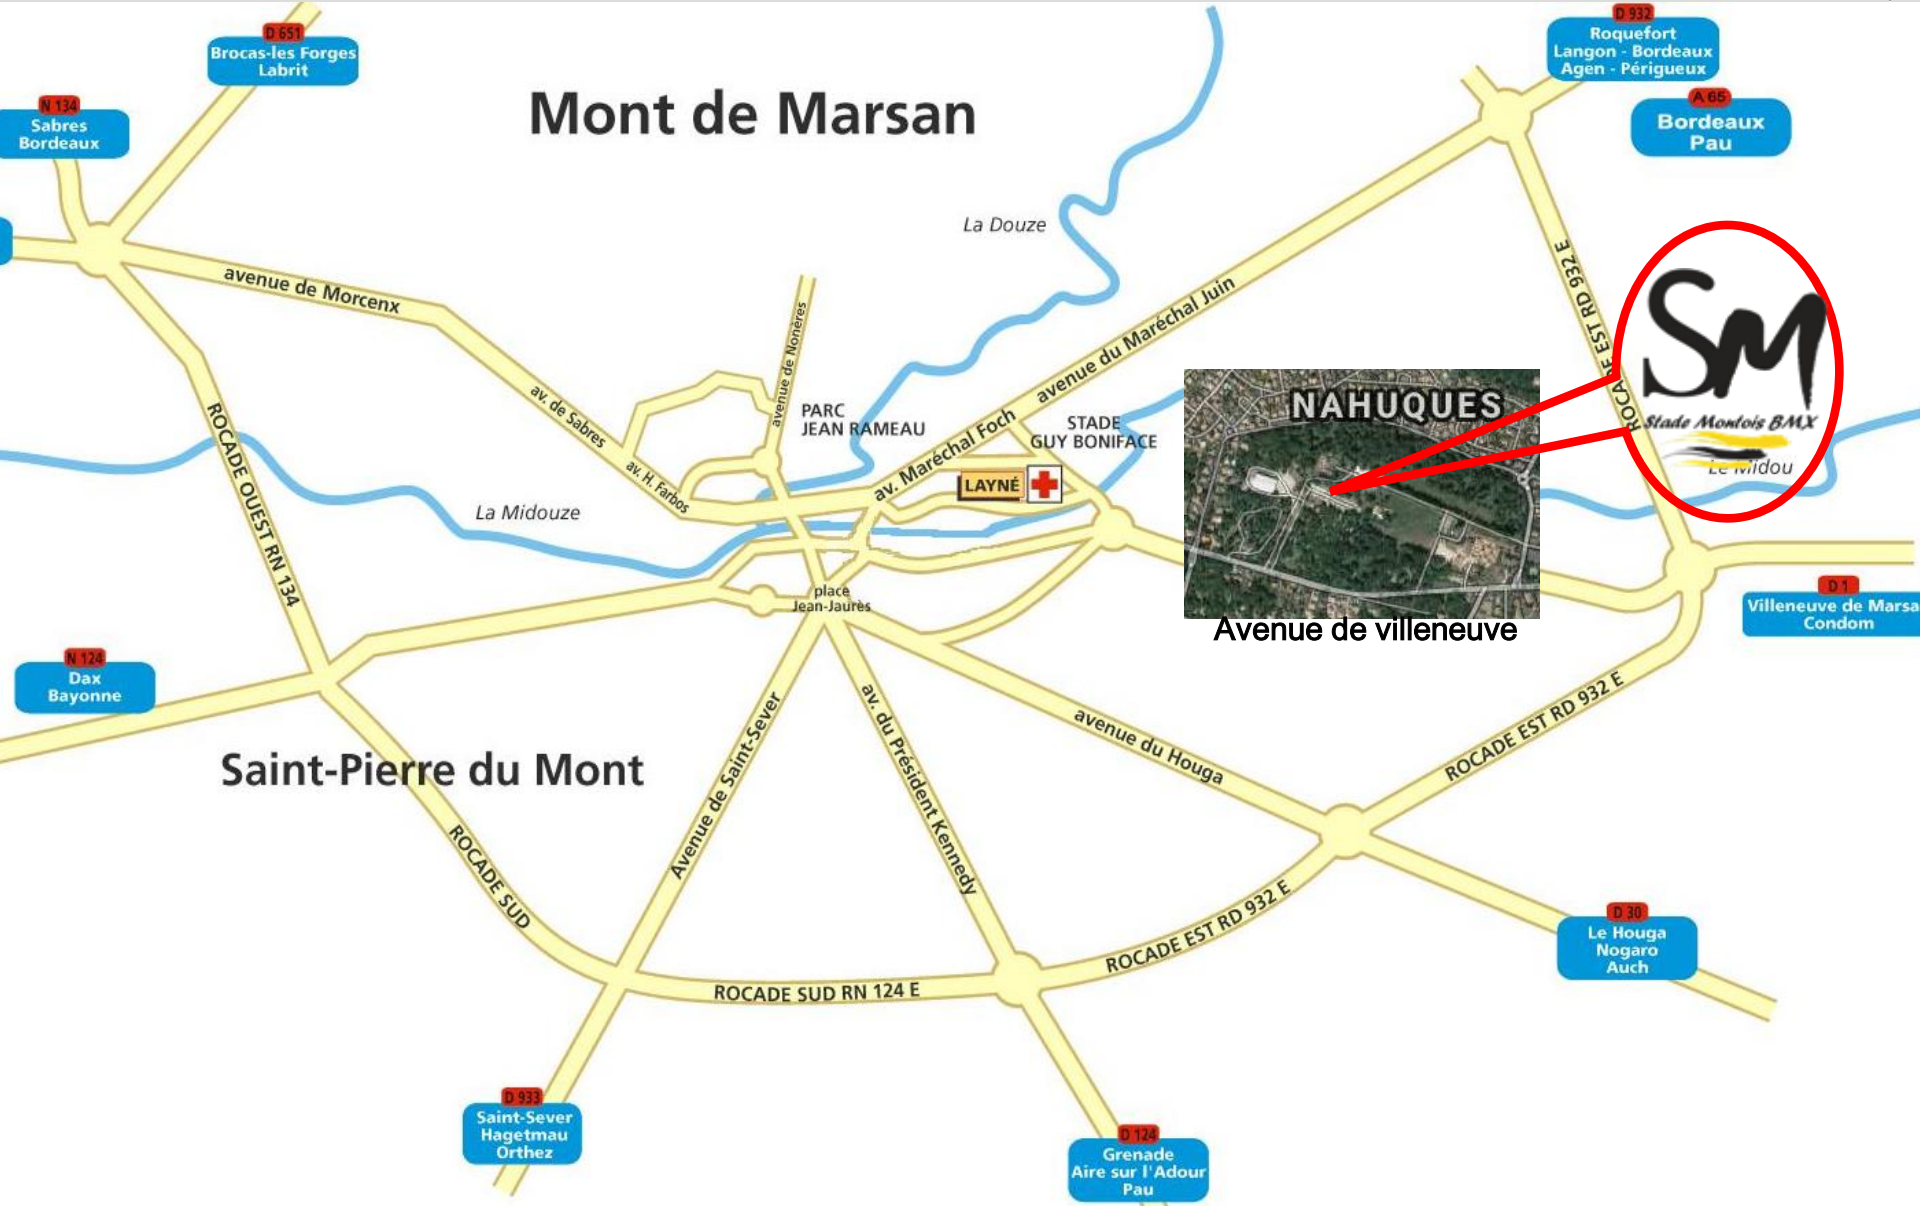 D 651
Brocas-les Forges
Labrit
N 134
Sabres
Bordeaux
Mont de Marsan
D 932
Roquefort
Langon - Bordeaux
Agen - Périgueux
A 65
Bordeaux
Pau
La Douze
avenue de Morcenx
avenue de Nonères
avenue du Maréchal Juin
ROCADE EST RD 932 E
SM
Stade Montois BMX
Le Midou
NAHUQUES
Avenue de villeneuve
PARC
JEAN RAMEAU
STADE
GUY BONIFACE
av. Maréchal Foch
LAYNÉ
av. de Sabres
av. H. Farbos
ROCADE OUEST RN 134
La Midouze
place
Jean-Jaurès
D 1
Villeneuve de Marsa
Condom
N 124
Dax
Bayonne
Saint-Pierre du Mont
Avenue de Saint-Sever
av. du Président Kennedy
avenue du Houga
ROCADE EST RD 932 E
ROCADE SUD
ROCADE SUD RN 124 E
ROCADE EST RD 932 E
D 30
Le Houga
Nogaro
Auch
D 933
Saint-Sever
Hagetmau
Orthez
D 124
Grenade
Aire sur l'Adour
Pau